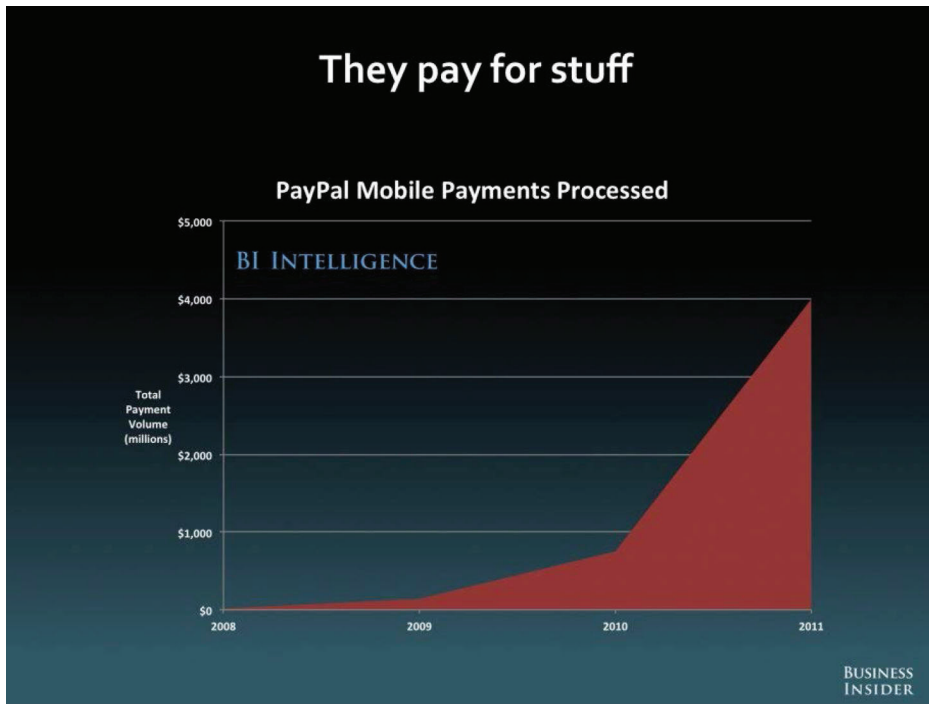 They pay for stuff
PayPal Mobile Payments Processed
$5,000
BI INTELLIGENCE
$4,000
$3,000
Total
Payment
Volume
(millions)
$2,000
$1,000
$0
2008 2009 2010 2011
BUSINESS
INSIDER